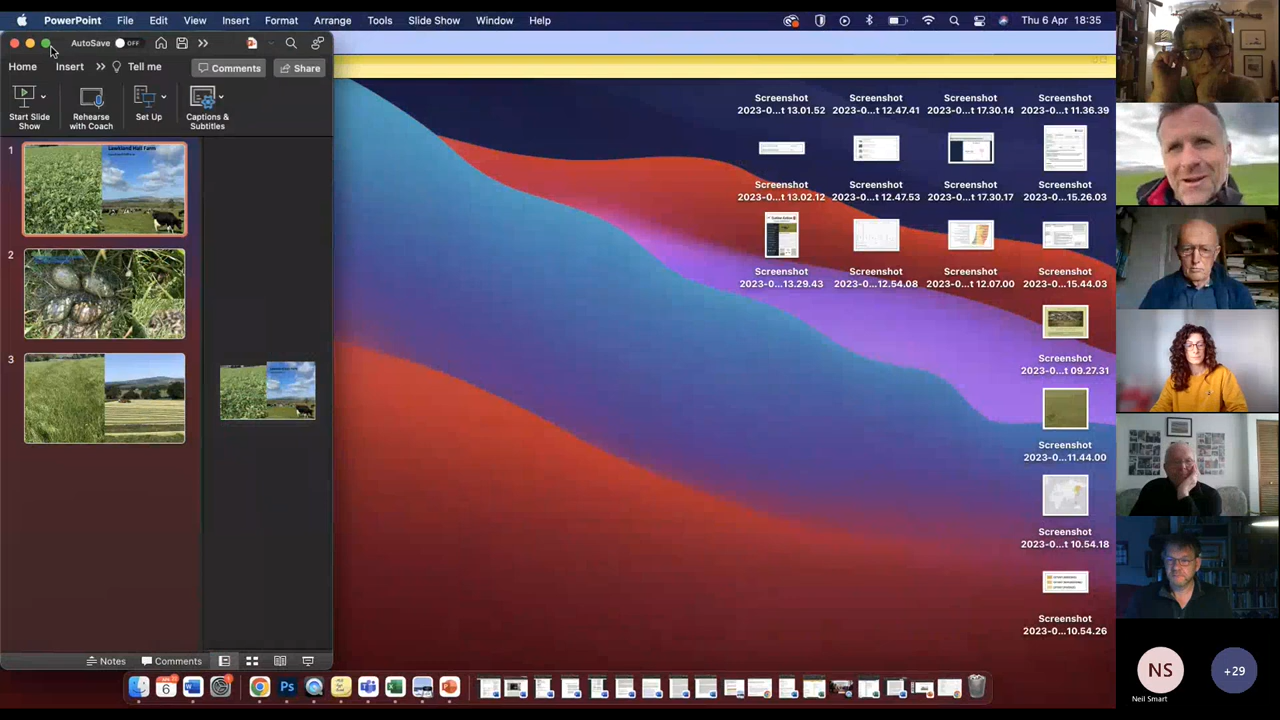 PowerPoint File Edit View Insert Format Arrange Tools Slide Show Window Help Thu 6 Apr 18:35
AutoSave OFF
Home Insert Tell me Comments Share
Start Slide Show
Rehearse with Coach
Set Up
Captions & Subtitles
1
Lawkland Hall Farm
2
3
Notes Comments
Screenshot
2023-0...t 13.01.52
Screenshot
2023-0...t 12.47.41
Screenshot
2023-0...t 17.30.14
Screenshot
2023-0...t 11.36.39
Screenshot
2023-0...t 13.02.12
Screenshot
2023-0...t 12.47.53
Screenshot
2023-0...t 17.30.17
Screenshot
2023-0...t 15.26.03
Screenshot
2023-0...13.29.43
Screenshot
2023-0...t 12.54.08
Screenshot
2023-0...t 12.07.00
Screenshot
2023-0...t 15.44.03
Screenshot
2023-0...t 09.27.31
Screenshot
2023-0...11.44.00
Screenshot
2023-0...t 10.54.18
Screenshot
2023-0...10.54.26
6
NS
Neil Smart
+29